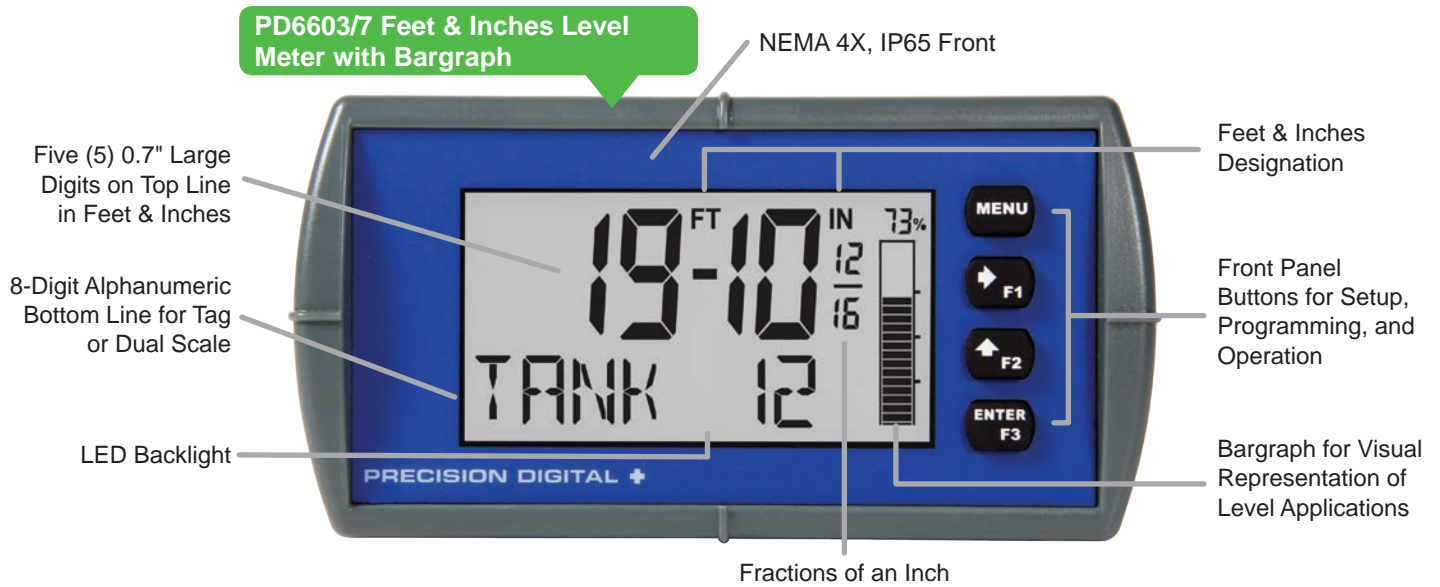 PD6603/7 Feet & Inches Level
Meter with Bargraph
NEMA 4X, IP65 Front
Five (5) 0.7" Large
Digits on Top Line
in Feet & Inches
8-Digit Alphanumeric
Bottom Line for Tag
or Dual Scale
LED Backlight
19 FT - 10 IN
12
16
73%
TANK 12
PRECISION DIGITAL
MENU
F1
F2
ENTER
F3
Feet & Inches
Designation
Front Panel
Buttons for Setup,
Programming, and
Operation
Bargraph for Visual
Representation of
Level Applications
Fractions of an Inch